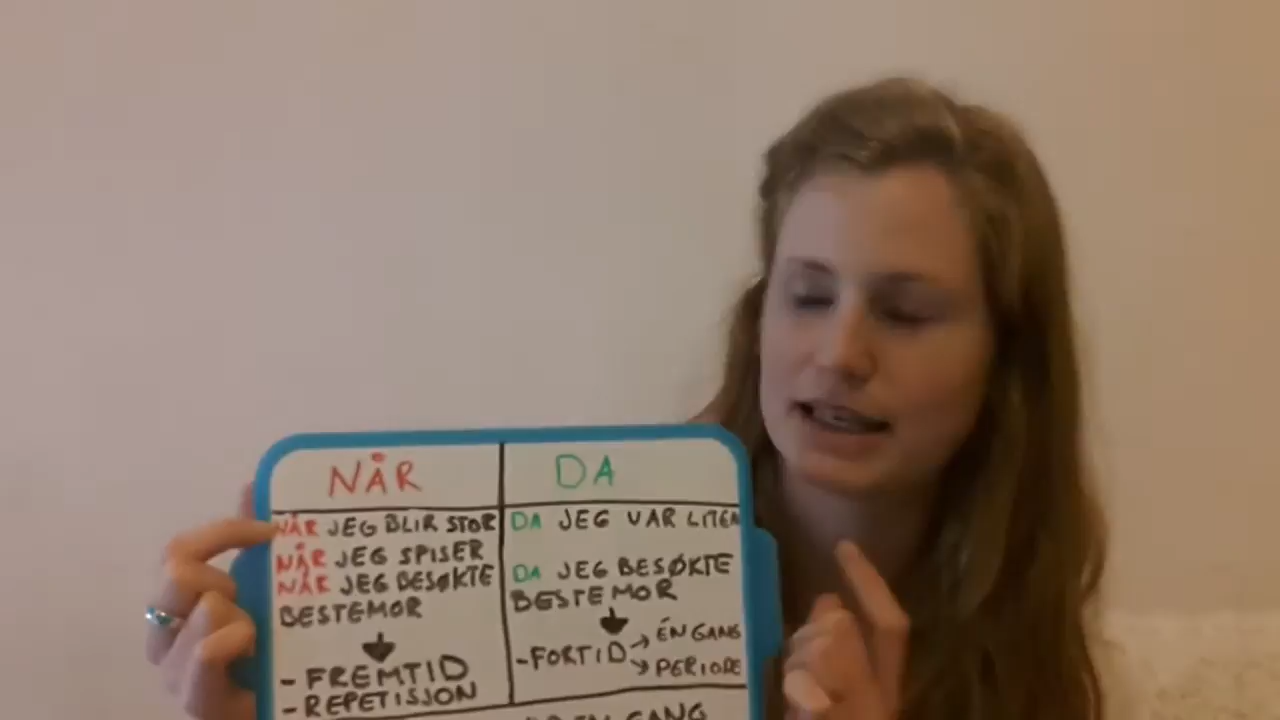 NÅR
NÅR JEG BLIR STOR
NÅR JEG SPISER
NÅR JEG BESØKTE
BESTEMOR
- FREMTID
- REPETISJON
DA
DA JEG VAR LITEN
DA JEG BESØKTE
BESTEMOR
- FORTID → ÉN GANG
→ PERIODE
GANG